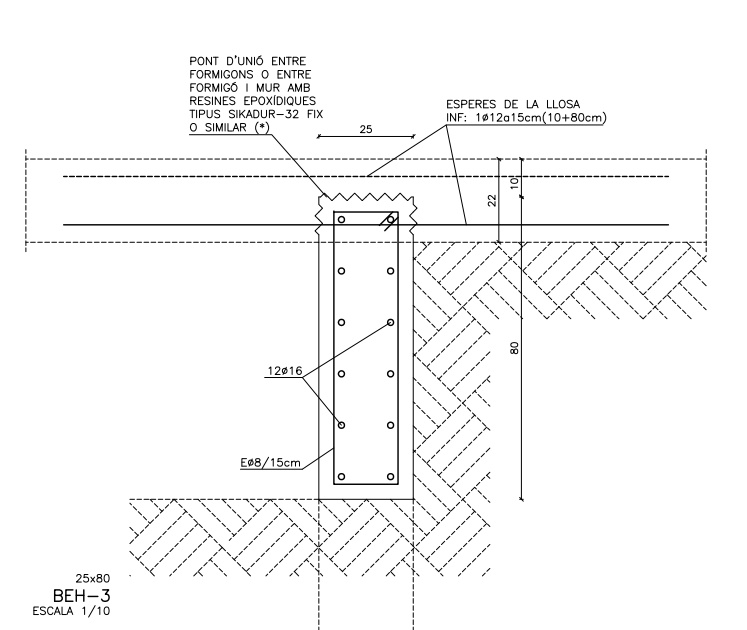 PONT D'UNIÓ ENTRE
FORMIGONS O ENTRE
FORMIGÓ I MUR AMB
RESINES EPOXÍDIQUES
TIPUS SIKADUR-32 FIX
O SIMILAR (*)
25
ESPERES DE LA LLOSA
INF: 1ø12a15cm(10+80cm)
10
22
80
12ø16
Eø8/15cm
25x80
BEH-3
ESCALA 1/10